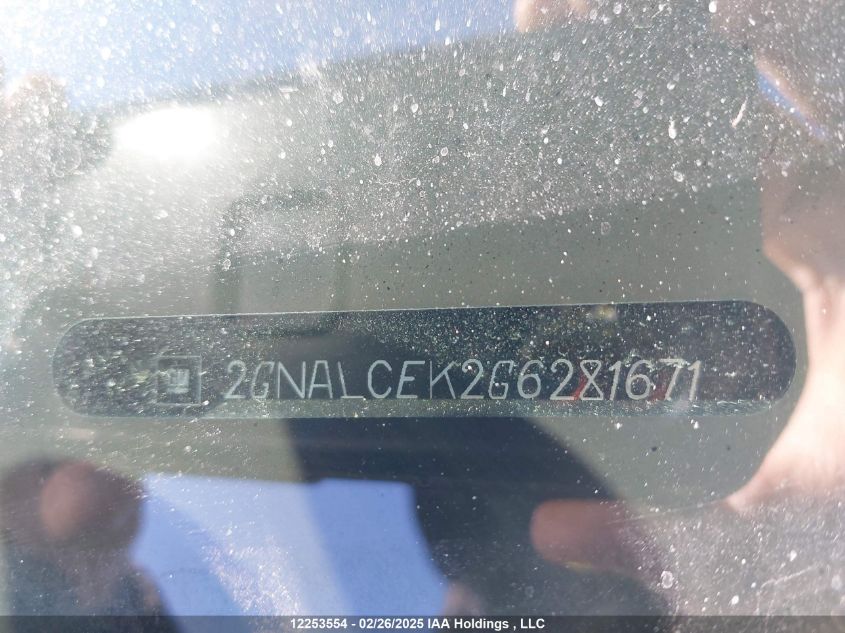 2GNALCEK2G6281671
12253554 - 02/26/2025 IAA Holdings , LLC